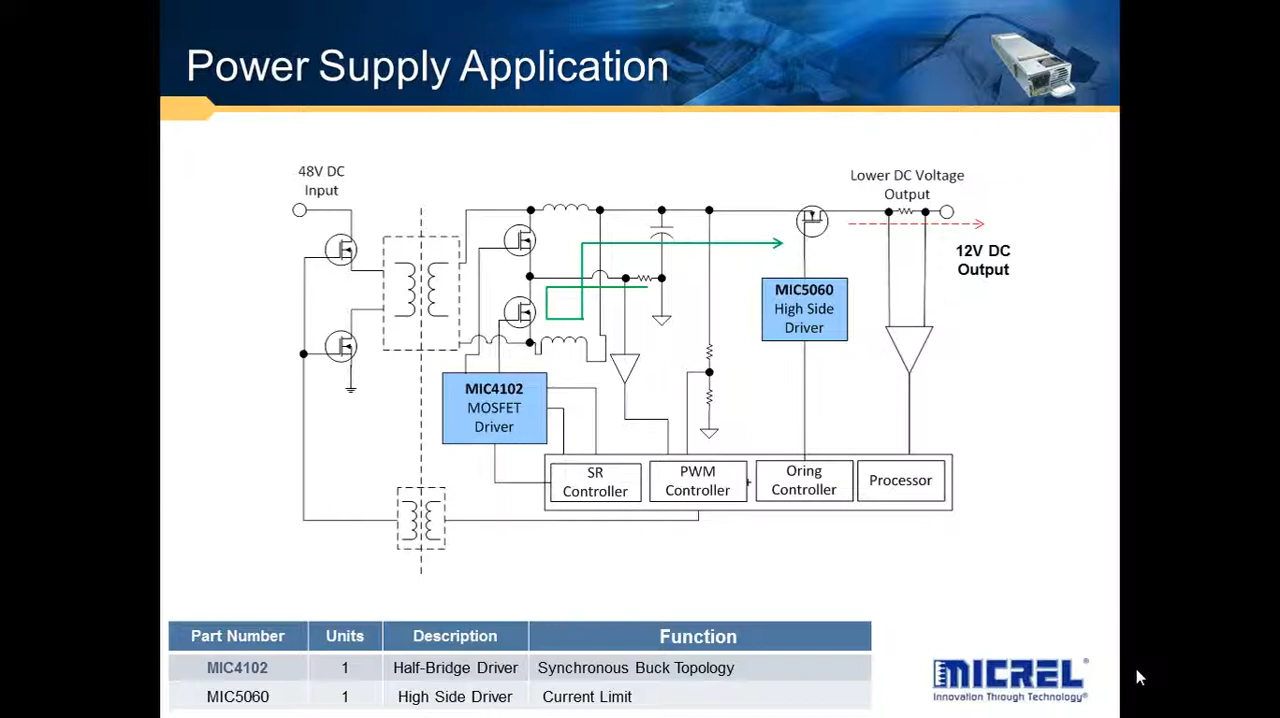 Power Supply Application
48V DC
Input
Lower DC Voltage
Output
12V DC
Output
MIC5060
High Side
Driver
MIC4102
MOSFET
Driver
SR
Controller
PWM
Controller
Oring
Controller
Processor
Part Number Units Description Function
MIC4102 1 Half-Bridge Driver Synchronous Buck Topology
MIC5060 1 High Side Driver Current Limit
MICREL
Innovation Through Technology®